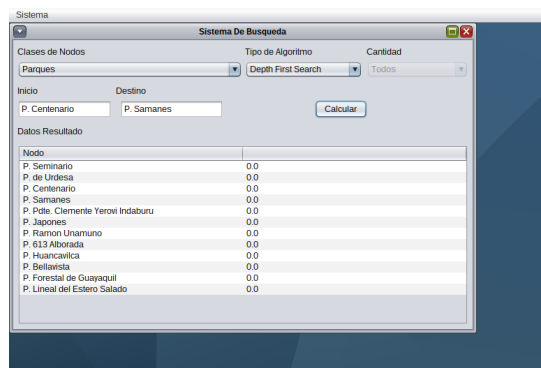 Sistema
Sistema De Busqueda
Clases de Nodos Tipo de Algoritmo Cantidad
Parques Depth First Search Todos
Inicio Destino
P. Centenario P. Samanes Calcular
Datos Resultado
Nodo
P. Seminario 0.0
P. de Urdesa 0.0
P. Centenario 0.0
P. Samanes 0.0
P. Pdte. Clemente Yerovi Indaburu 0.0
P. Japones 0.0
P. Ramon Unamuno 0.0
P. 613 Alborada 0.0
P. Huancavilca 0.0
P. Bellavista 0.0
P. Forestal de Guayaquil 0.0
P. Lineal del Estero Salado 0.0